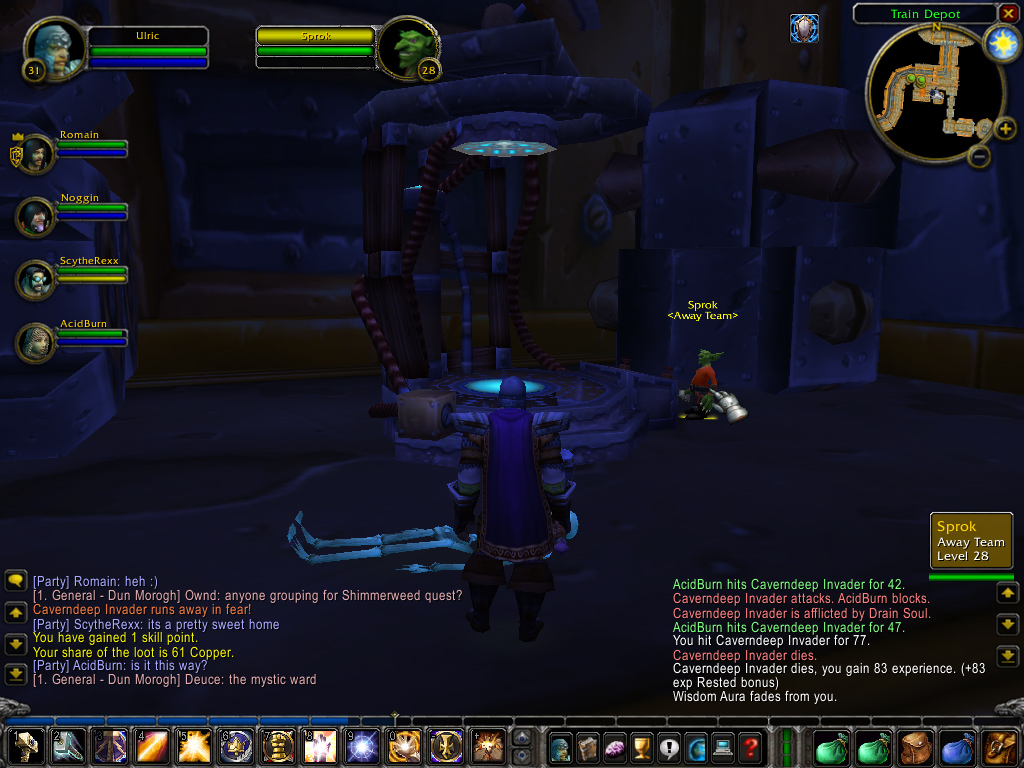 Ulric
31
Sprok
28
Train Depot
N
Romain
Noggin
ScytheRexx
AcidBurn
Sprok
<Away Team>
Sprok
Away Team
Level 28
[Party] Romain: heh :)
[1. General - Dun Morogh] Ownd: anyone grouping for Shimmerweed quest?
Caverndeep Invader runs away in fear!
[Party] ScytheRexx: its a pretty sweet home
You have gained 1 skill point.
Your share of the loot is 61 Copper.
[Party] AcidBurn: is it this way?
[1. General - Dun Morogh] Deuce: the mystic ward
AcidBurn hits Caverndeep Invader for 42.
Caverndeep Invader attacks. AcidBurn blocks.
Caverndeep Invader is afflicted by Drain Soul.
AcidBurn hits Caverndeep Invader for 47.
You hit Caverndeep Invader for 77.
Caverndeep Invader dies.
Caverndeep Invader dies, you gain 83 experience. (+83
exp Rested bonus)
Wisdom Aura fades from you.